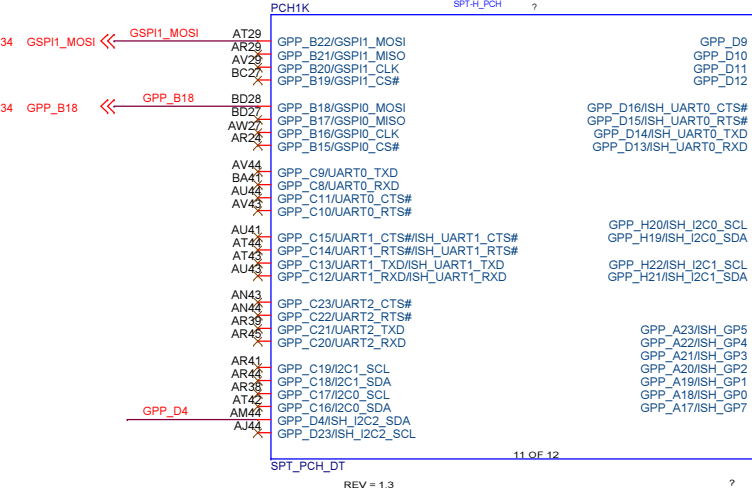 PCH1K SPT-H_PCH ?
34 GSPI1_MOSI GSPI1_MOSI AT29 GPP_B22/GSPI1_MOSI GPP_D9
AR29 GPP_B21/GSPI1_MISO GPP_D10
AV29 GPP_B20/GSPI1_CLK GPP_D11
BC27 GPP_B19/GSPI1_CS# GPP_D12
34 GPP_B18 GPP_B18 BD28 GPP_B18/GSPI0_MOSI GPP_D16/ISH_UART0_CTS#
BD27 GPP_B17/GSPI0_MISO GPP_D15/ISH_UART0_RTS#
AW27 GPP_B16/GSPI0_CLK GPP_D14/ISH_UART0_TXD
AR24 GPP_B15/GSPI0_CS# GPP_D13/ISH_UART0_RXD
AV44 GPP_C9/UART0_TXD
BA41 GPP_C8/UART0_RXD
AU44 GPP_C11/UART0_CTS#
AV43 GPP_C10/UART0_RTS#
GPP_H20/ISH_I2C0_SCL
AU41 GPP_C15/UART1_CTS#/ISH_UART1_CTS# GPP_H19/ISH_I2C0_SDA
AT44 GPP_C14/UART1_RTS#/ISH_UART1_RTS#
AT43 GPP_C13/UART1_TXD/ISH_UART1_TXD GPP_H22/ISH_I2C1_SCL
AU43 GPP_C12/UART1_RXD/ISH_UART1_RXD GPP_H21/ISH_I2C1_SDA
AN43 GPP_C23/UART2_CTS#
AN44 GPP_C22/UART2_RTS#
AR39 GPP_C21/UART2_TXD GPP_A23/ISH_GP5
AR45 GPP_C20/UART2_RXD GPP_A22/ISH_GP4
GPP_A21/ISH_GP3
AR41 GPP_C19/I2C1_SCL GPP_A20/ISH_GP2
AR44 GPP_C18/I2C1_SDA GPP_A19/ISH_GP1
AR38 GPP_C17/I2C0_SCL GPP_A18/ISH_GP0
AT42 GPP_C16/I2C0_SDA GPP_A17/ISH_GP7
GPP_D4 AM44 GPP_D4/ISH_I2C2_SDA
AJ44 GPP_D23/ISH_I2C2_SCL
11 OF 12
SPT_PCH_DT
REV = 1.3 ?